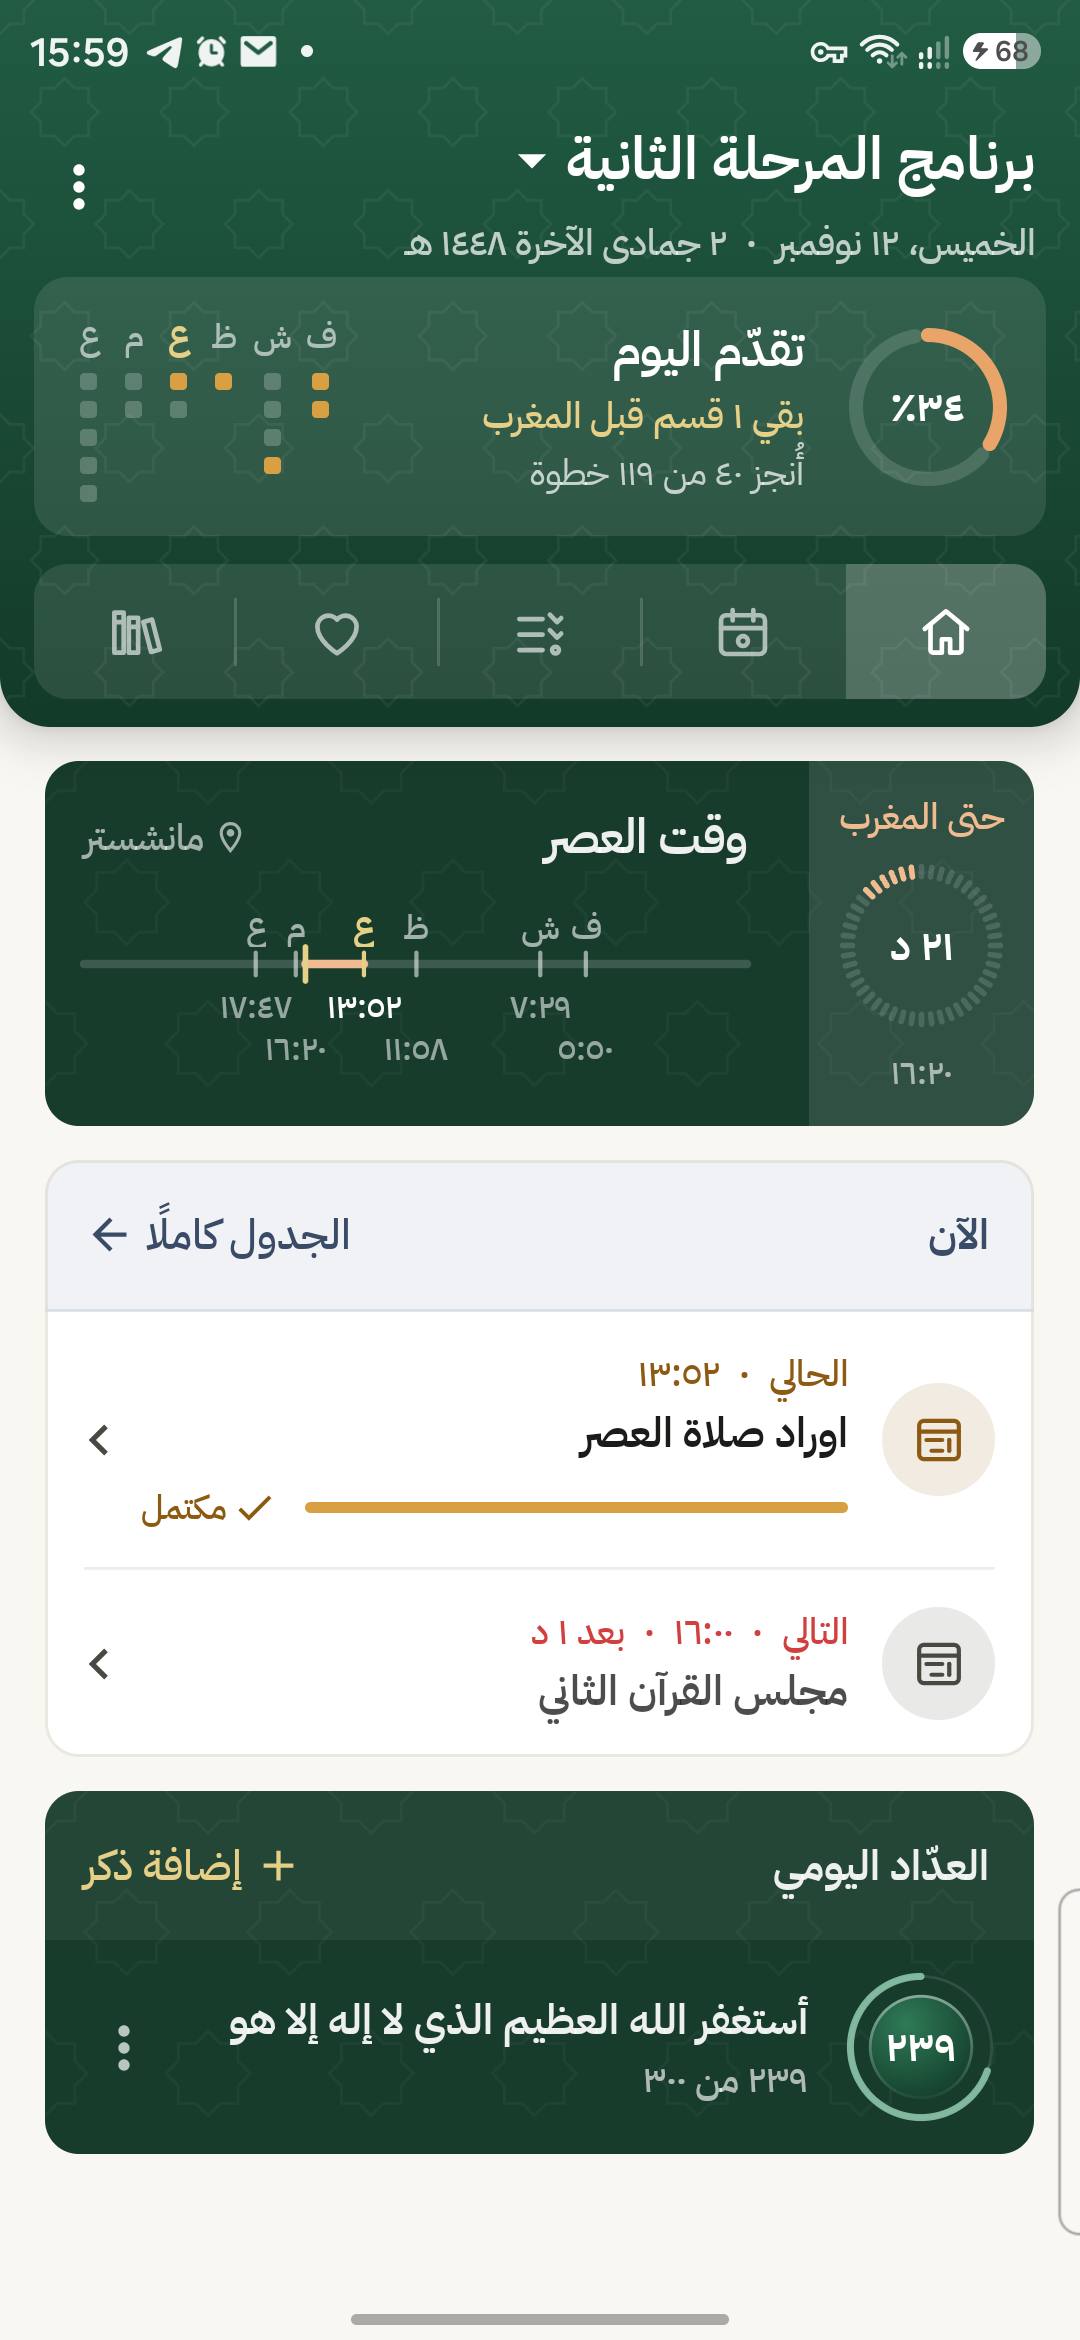 15:59
68
برنامج المرحلة الثانية
الخميس، ١٢ نوفمبر · ٢ جمادى الآخرة ١٤٤٨ هـ
٣٤٪
تقدّم اليوم
بقي ١ قسم قبل المغرب
أُنجز ٤٠ من ١١٩ خطوة
ف ش ظ ع م ع
حتى المغرب
٢١ د
١٦:٢٠
وقت العصر
مانشستر
ف ش ظ ع م ع
٧:٢٩ ١٣:٥٢ ١٧:٤٧
٥:٥٠ ١١:٥٨ ١٦:٢٠
الآن
الجدول كاملًا
الحالي · ١٣:٥٢
اوراد صلاة العصر
مكتمل
التالي · ١٦:٠٠ · بعد ١ د
مجلس القرآن الثاني
العدّاد اليومي
إضافة ذكر
٢٣٩
أستغفر الله العظيم الذي لا إله إلا هو
٢٣٩ من ٣٠٠